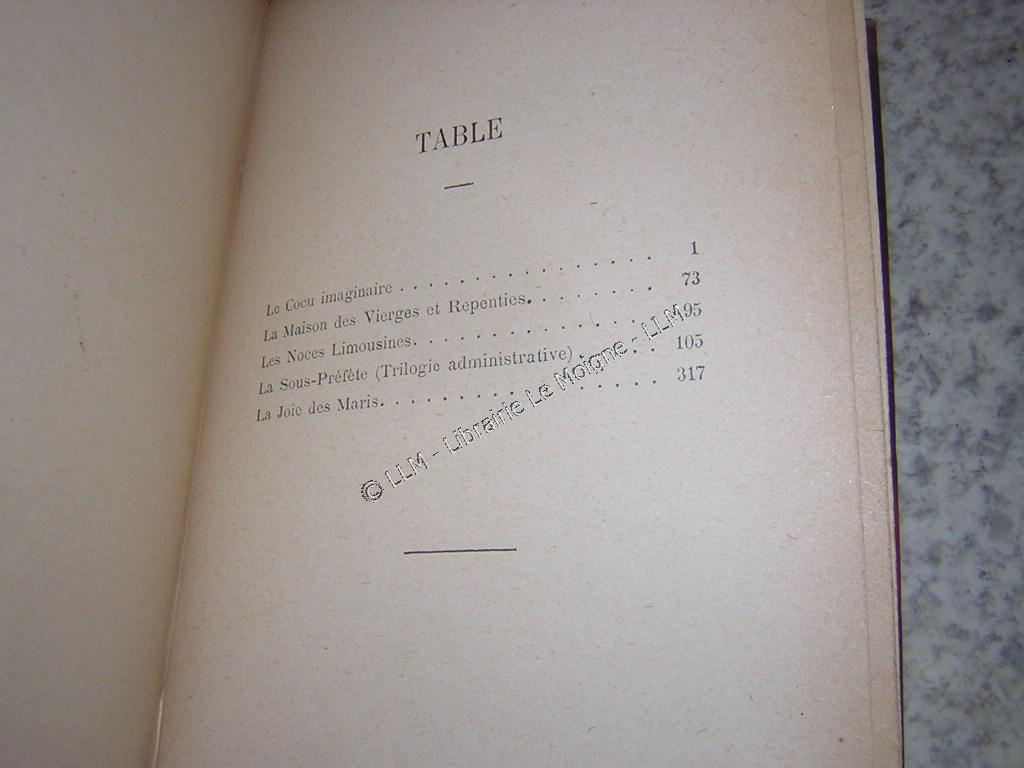 TABLE
Le Cocu imaginaire . . . . . . . . . . . . . . . . 1
La Maison des Vierges et Repenties. . . . . . . . . 73
Les Noces Limousines. . . . . . . . . . . . . . . 195
La Sous-Préfète (Trilogie administrative) . . . . . . 105
La Joie des Maris. . . . . . . . . . . . . . . . . . 317
© LLM - Librairie Le Moigne - LLM